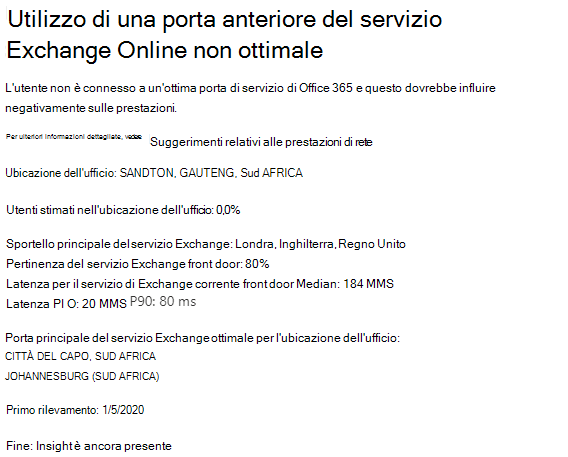 Utilizzo di una porta anteriore del servizio
Exchange Online non ottimale
L'utente non è connesso a un'ottima porta di servizio di Office 365 e questo dovrebbe influire
negativamente sulle prestazioni.
Per ulteriori informazioni dettagliate, vedere Suggerimenti relativi alle prestazioni di rete
Ubicazione dell'ufficio: SANDTON, GAUTENG, Sud AFRICA
Utenti stimati nell'ubicazione dell'ufficio: 0,0%
Sportello principale del servizio Exchange: Londra, Inghilterra, Regno Unito
Pertinenza del servizio Exchange front door: 80%
Latenza per il servizio di Exchange corrente front door Median: 184 MMS
Latenza PI O: 20 MMS P90: 80 ms
Porta principale del servizio Exchange ottimale per l'ubicazione dell'ufficio:
CITTÀ DEL CAPO, SUD AFRICA
JOHANNESBURG (SUD AFRICA)
Primo rilevamento: 1/5/2020
Fine: Insight è ancora presente